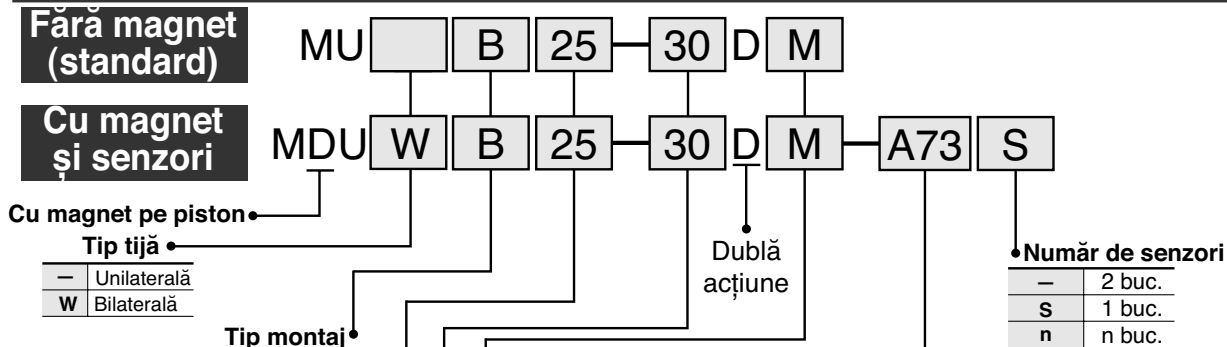 Fără magnet
(standard)
MU B 25 30 D M
Cu magnet
și senzori
MDU W B 25 30 D M A73 S
Cu magnet pe piston
Tip tijă
– Unilaterală
W Bilaterală
Dublă
acțiune
Număr de senzori
– 2 buc.
S 1 buc.
n n buc.
Tip montaj